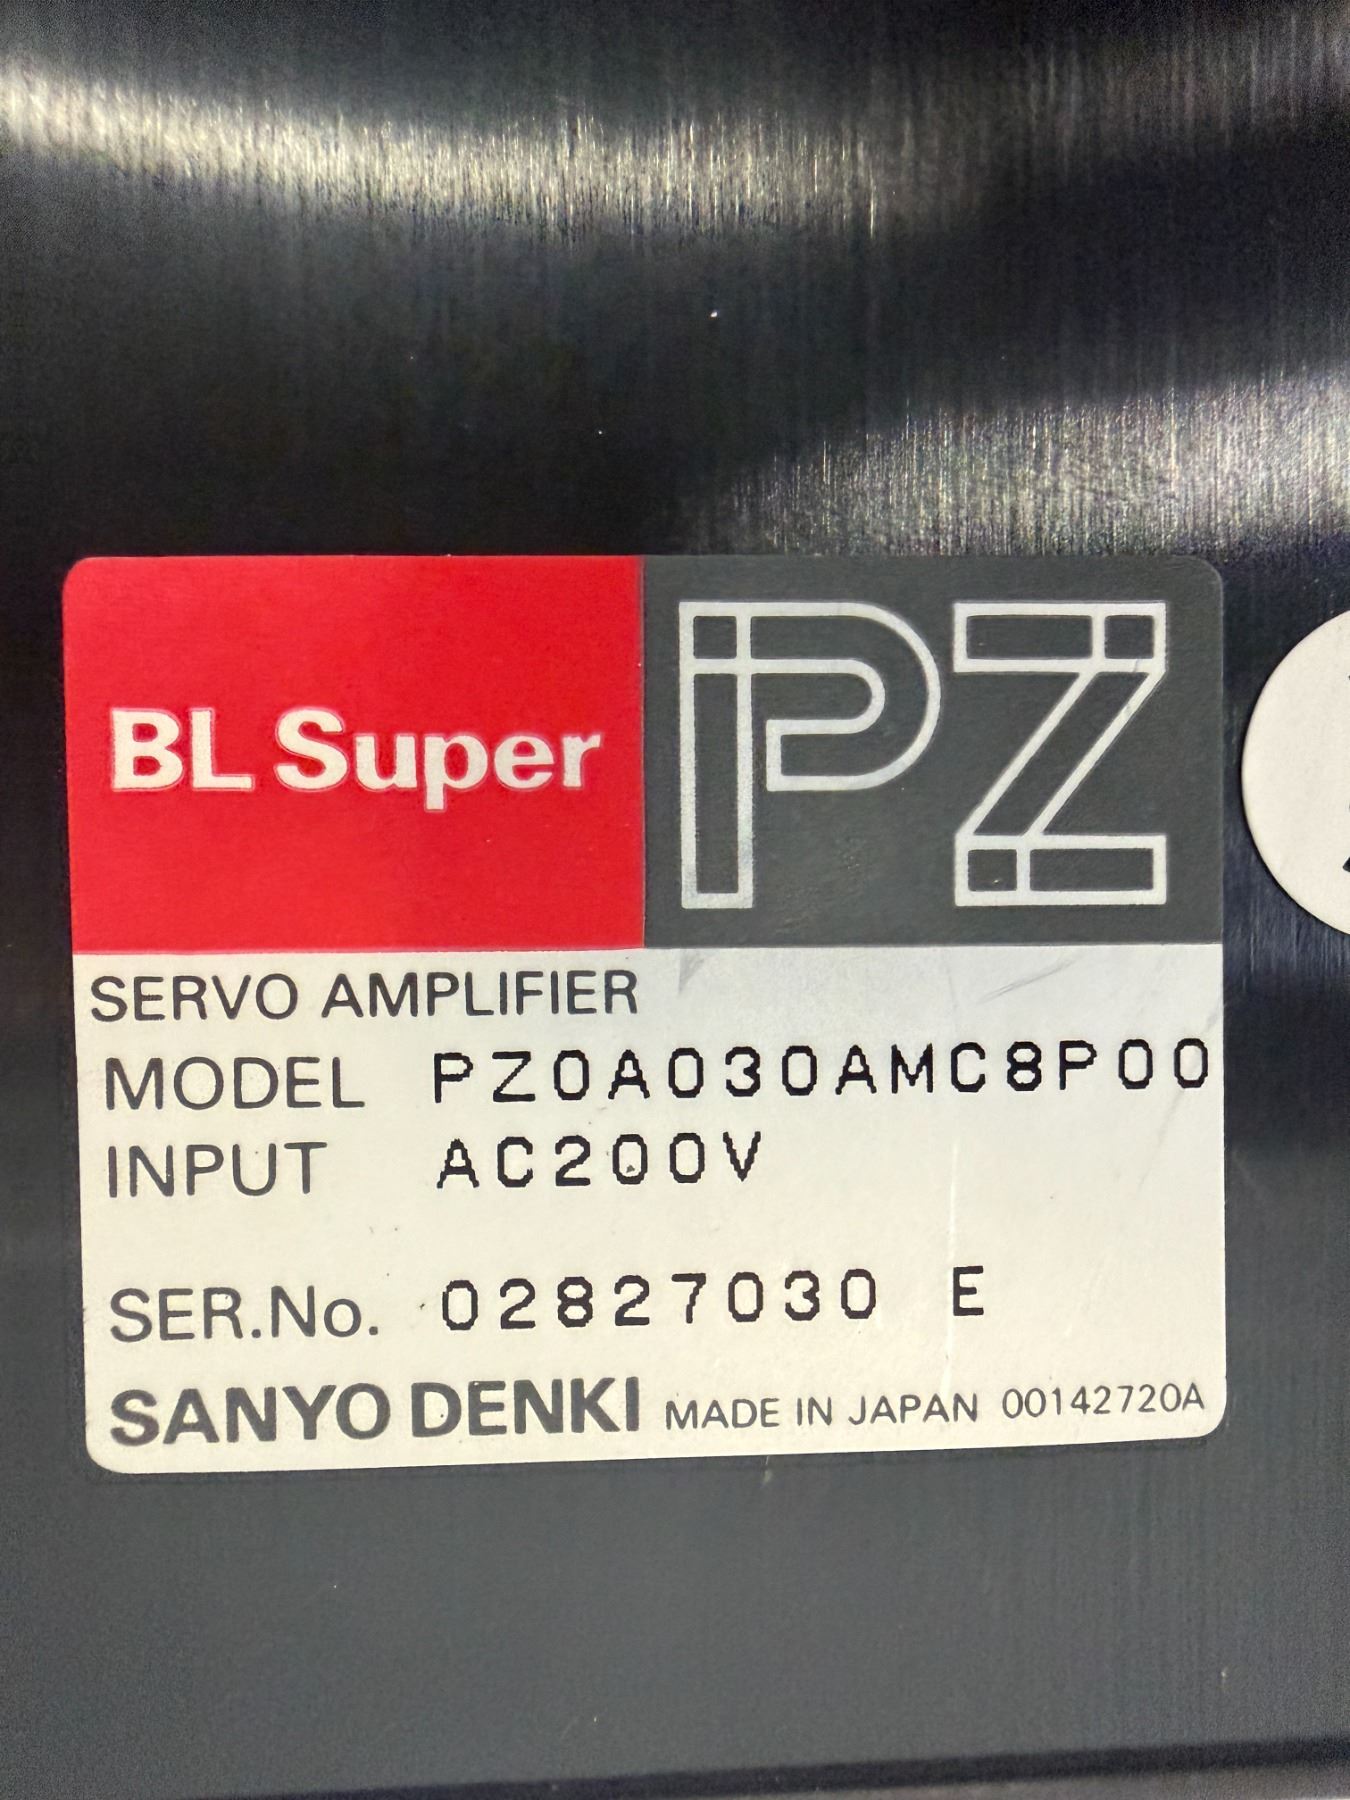 BL Super PZ
SERVO AMPLIFIER
MODEL PZ0A030AMC8P00
INPUT AC200V
SER.No. 02827030 E
SANYO DENKI MADE IN JAPAN 00142720A